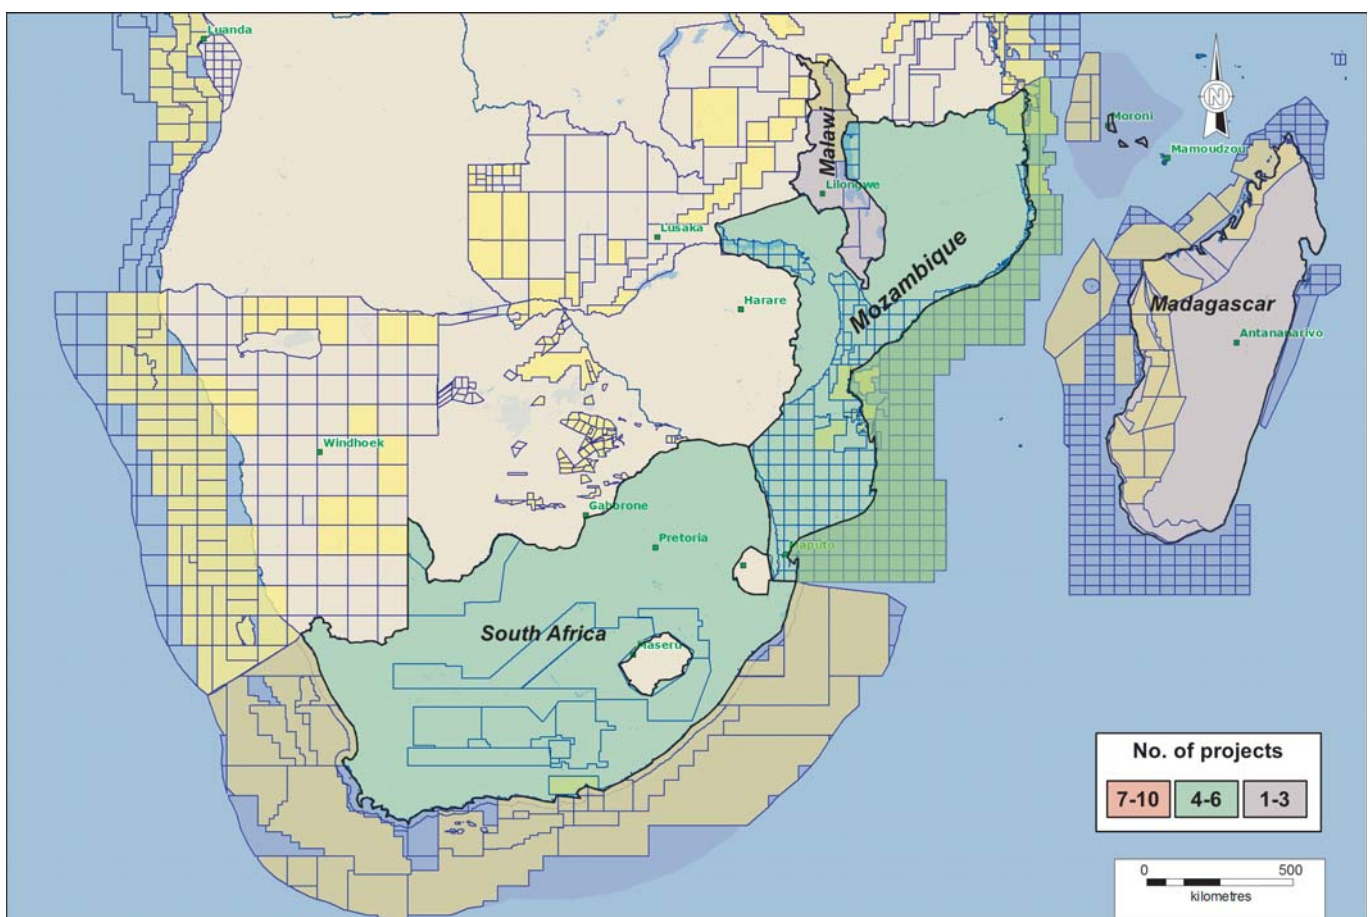 Luanda
N
Moroni
Mamoudzou
Malawi
Lilongwe
Lusaka
Mozambique
Harare
Madagascar
Antananarivo
Windhoek
Gaborone
Pretoria
Maputo
South Africa
Maseru
No. of projects
7-10 4-6 1-3
0 500
kilometres